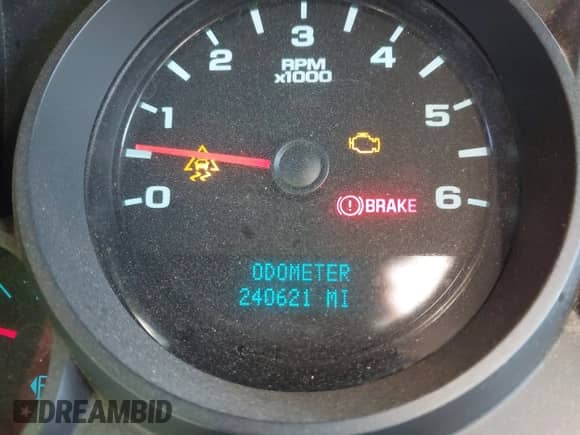 3
2 4
RPM
x1000
1 5
0 6
(!) BRAKE
ODOMETER
240621 MI
F
DREAMBID